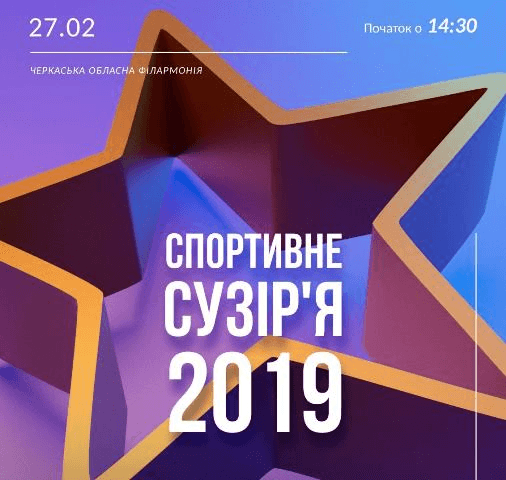 27.02
Початок о 14:30
ЧЕРКАСЬКА ОБЛАСНА ФІЛАРМОНІЯ
СПОРТИВНЕ
СУЗІР'Я
2019